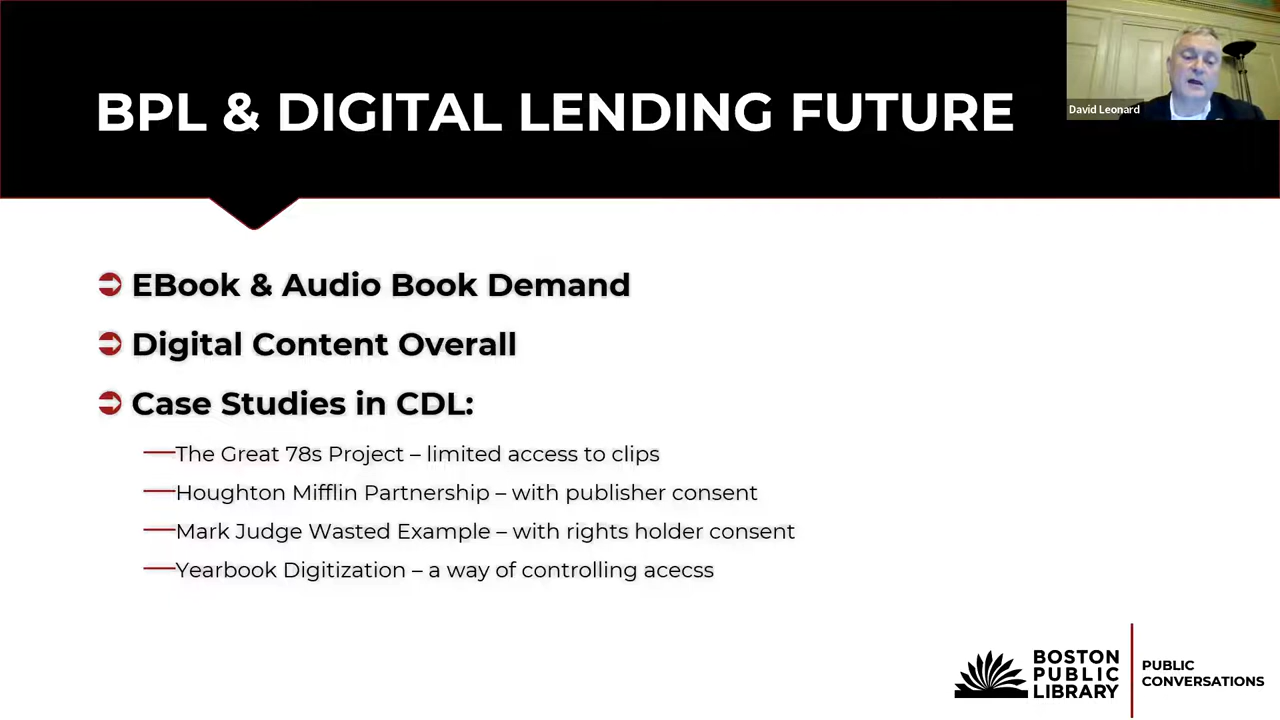 BPL & DIGITAL LENDING FUTURE
David Leonard
EBook & Audio Book Demand
Digital Content Overall
Case Studies in CDL:
The Great 78s Project – limited access to clips
Houghton Mifflin Partnership – with publisher consent
Mark Judge Wasted Example – with rights holder consent
Yearbook Digitization – a way of controlling acecss
BOSTON
PUBLIC
LIBRARY
PUBLIC
CONVERSATIONS